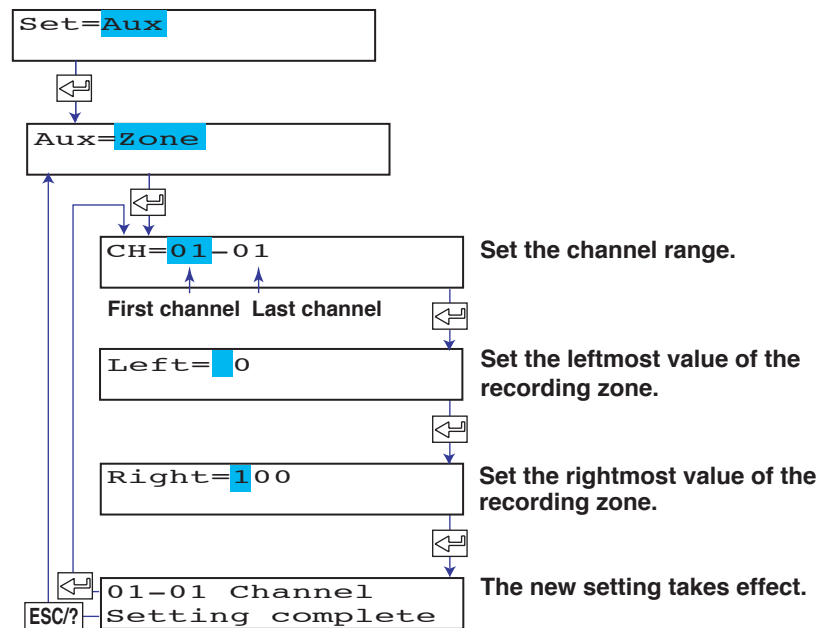 Set=Aux
Aux=Zone
CH=01-01
Set the channel range.
First channel Last channel
Left= 0
Set the leftmost value of the
recording zone.
Right=100
Set the rightmost value of the
recording zone.
01-01 Channel
The new setting takes effect.
ESC/?
Setting complete